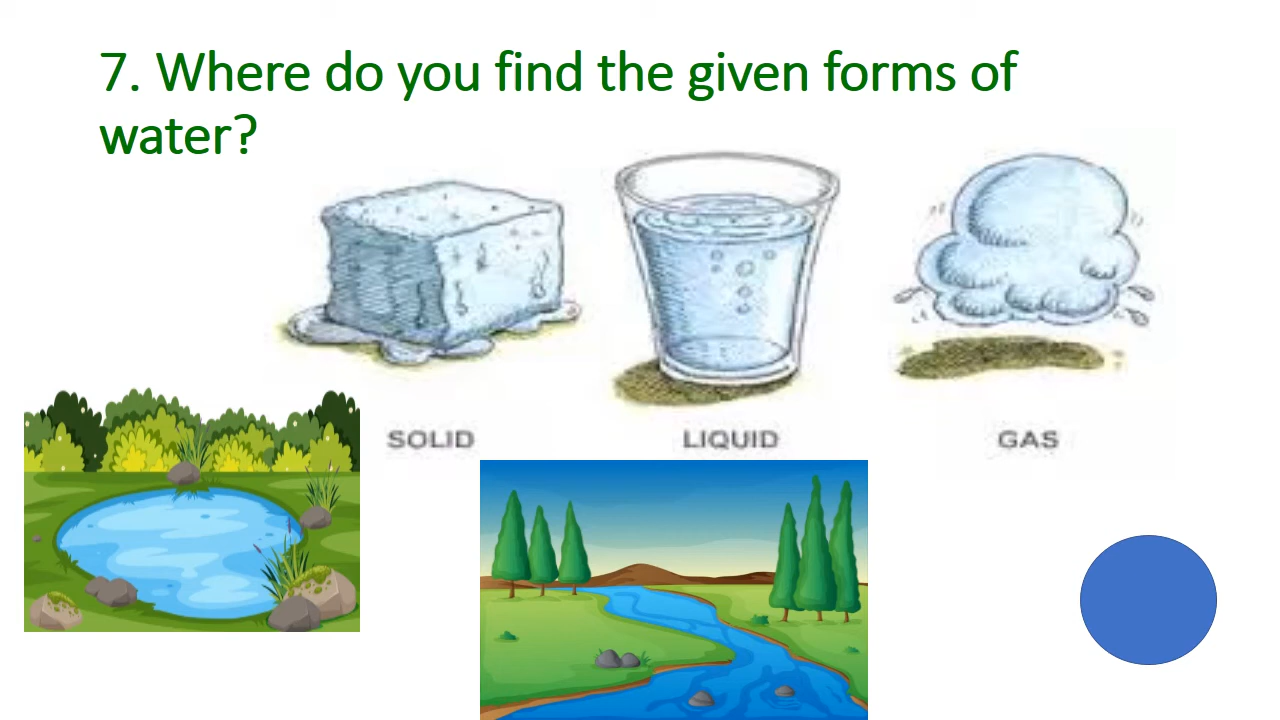 7. Where do you find the given forms of
water?
SOLID
LIQUID
GAS